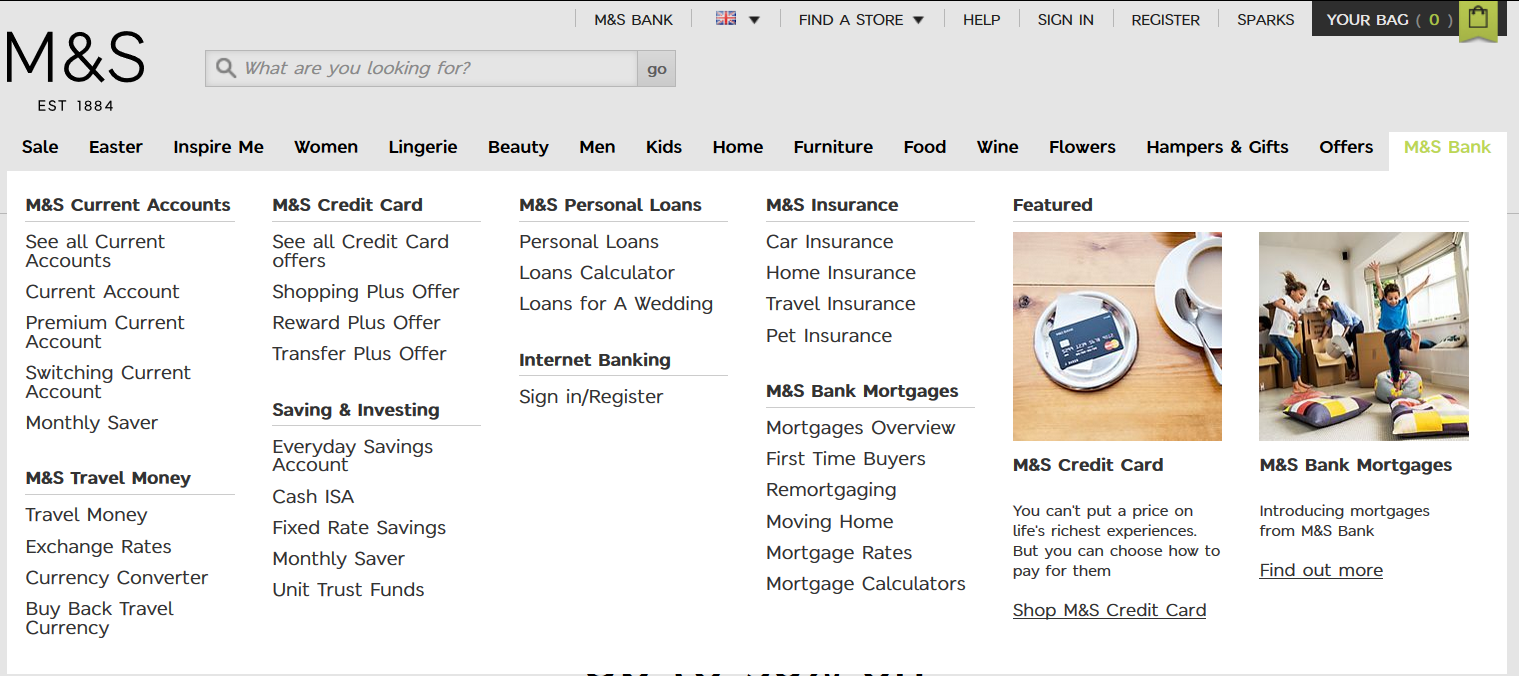 M&S BANK
FIND A STORE
HELP
SIGN IN
REGISTER
SPARKS
YOUR BAG ( 0 )
M&S
EST 1884
What are you looking for?
go
Sale
Easter
Inspire Me
Women
Lingerie
Beauty
Men
Kids
Home
Furniture
Food
Wine
Flowers
Hampers & Gifts
Offers
M&S Bank
M&S Current Accounts
See all Current
Accounts
Current Account
Premium Current
Account
Switching Current
Account
Monthly Saver
M&S Travel Money
Travel Money
Exchange Rates
Currency Converter
Buy Back Travel
Currency
M&S Credit Card
See all Credit Card
offers
Shopping Plus Offer
Reward Plus Offer
Transfer Plus Offer
Saving & Investing
Everyday Savings
Account
Cash ISA
Fixed Rate Savings
Monthly Saver
Unit Trust Funds
M&S Personal Loans
Personal Loans
Loans Calculator
Loans for A Wedding
Internet Banking
Sign in/Register
M&S Insurance
Car Insurance
Home Insurance
Travel Insurance
Pet Insurance
M&S Bank Mortgages
Mortgages Overview
First Time Buyers
Remortgaging
Moving Home
Mortgage Rates
Mortgage Calculators
Featured
M&S Credit Card
You can't put a price on
life's richest experiences.
But you can choose how to
pay for them
Shop M&S Credit Card
M&S Bank Mortgages
Introducing mortgages
from M&S Bank
Find out more